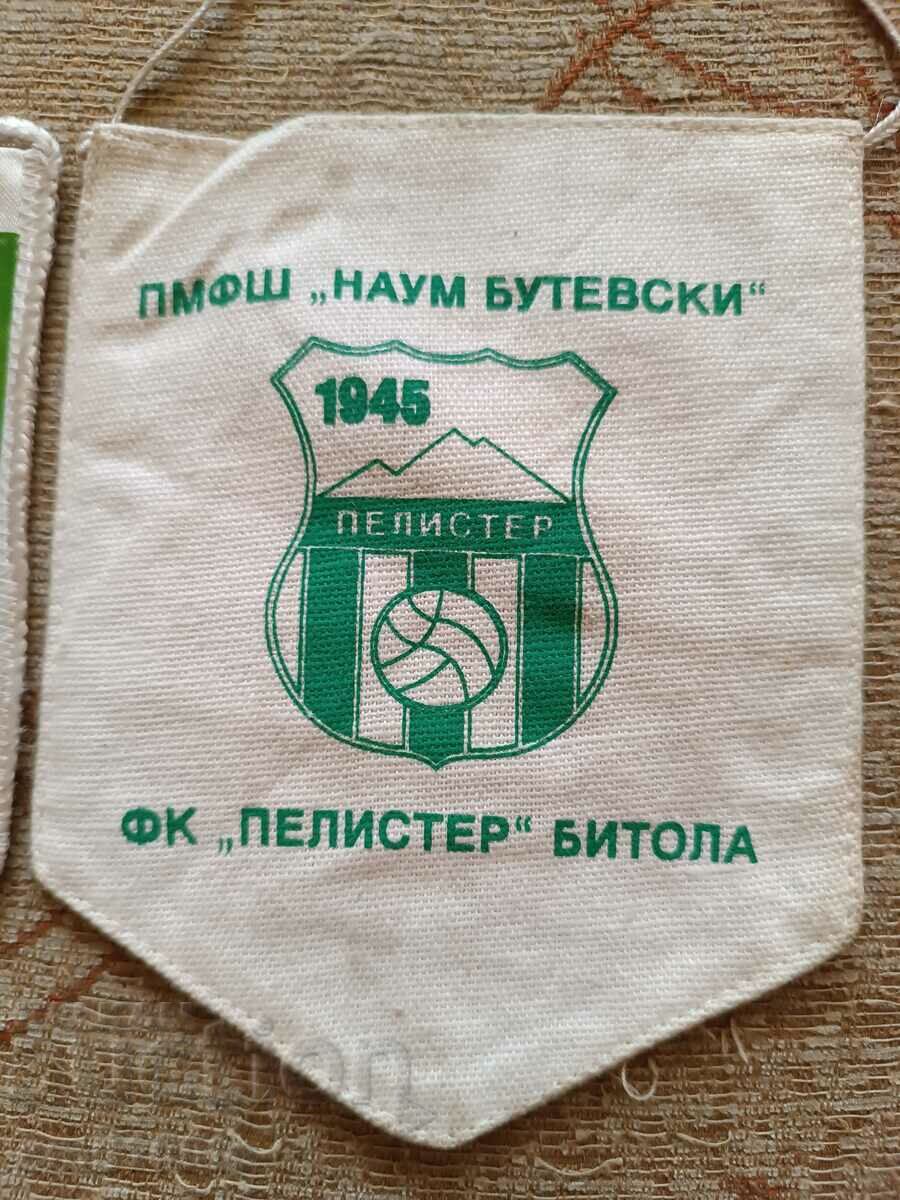 ПМФШ „НАУМ БУТЕВСКИ“
1945
ПЕЛИСТЕР
ФК „ПЕЛИСТЕР“ БИТОЛА